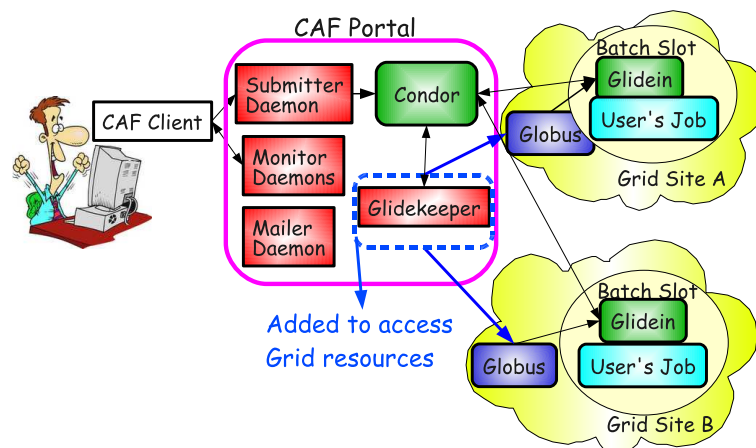 CAF Portal
CAF Client
Submitter
Daemon
Condor
Monitor
Daemons
Glidekeeper
Mailer
Daemon
Added to access
Grid resources
Batch Slot
Glidein
Globus
User's Job
Grid Site A
Batch Slot
Glidein
Globus
User's Job
Grid Site B